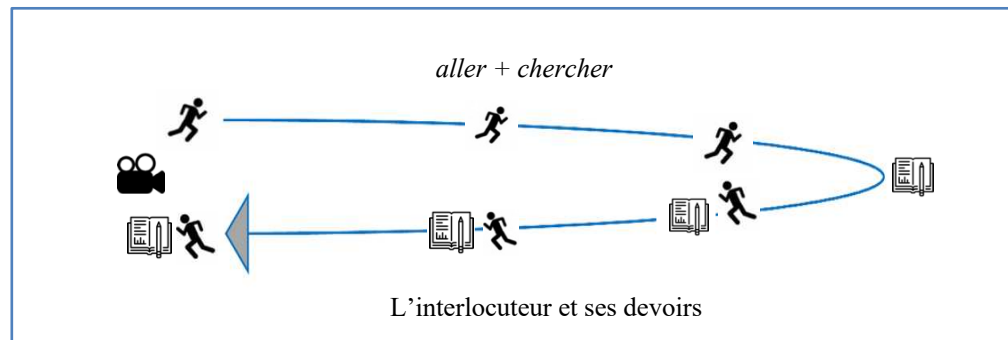 aller + chercher
L’interlocuteur et ses devoirs